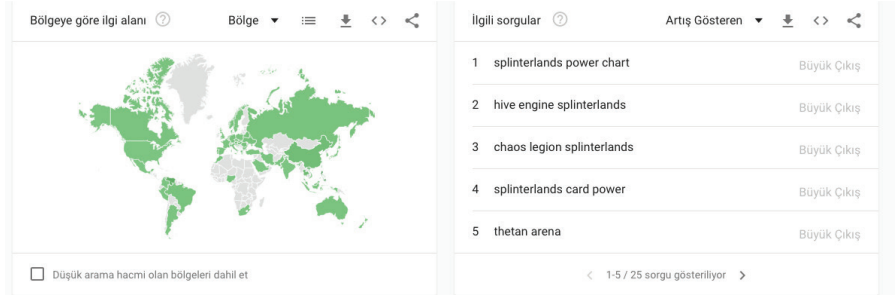 Bölgeye göre ilgi alanı
Bölge
İlgili sorgular
Artış Gösteren
1 splinterlands power chart Büyük Çıkış
2 hive engine splinterlands Büyük Çıkış
3 chaos legion splinterlands Büyük Çıkış
4 splinterlands card power Büyük Çıkış
5 thetan arena Büyük Çıkış
Düşük arama hacmi olan bölgeleri dahil et
1-5 / 25 sorgu gösteriliyor